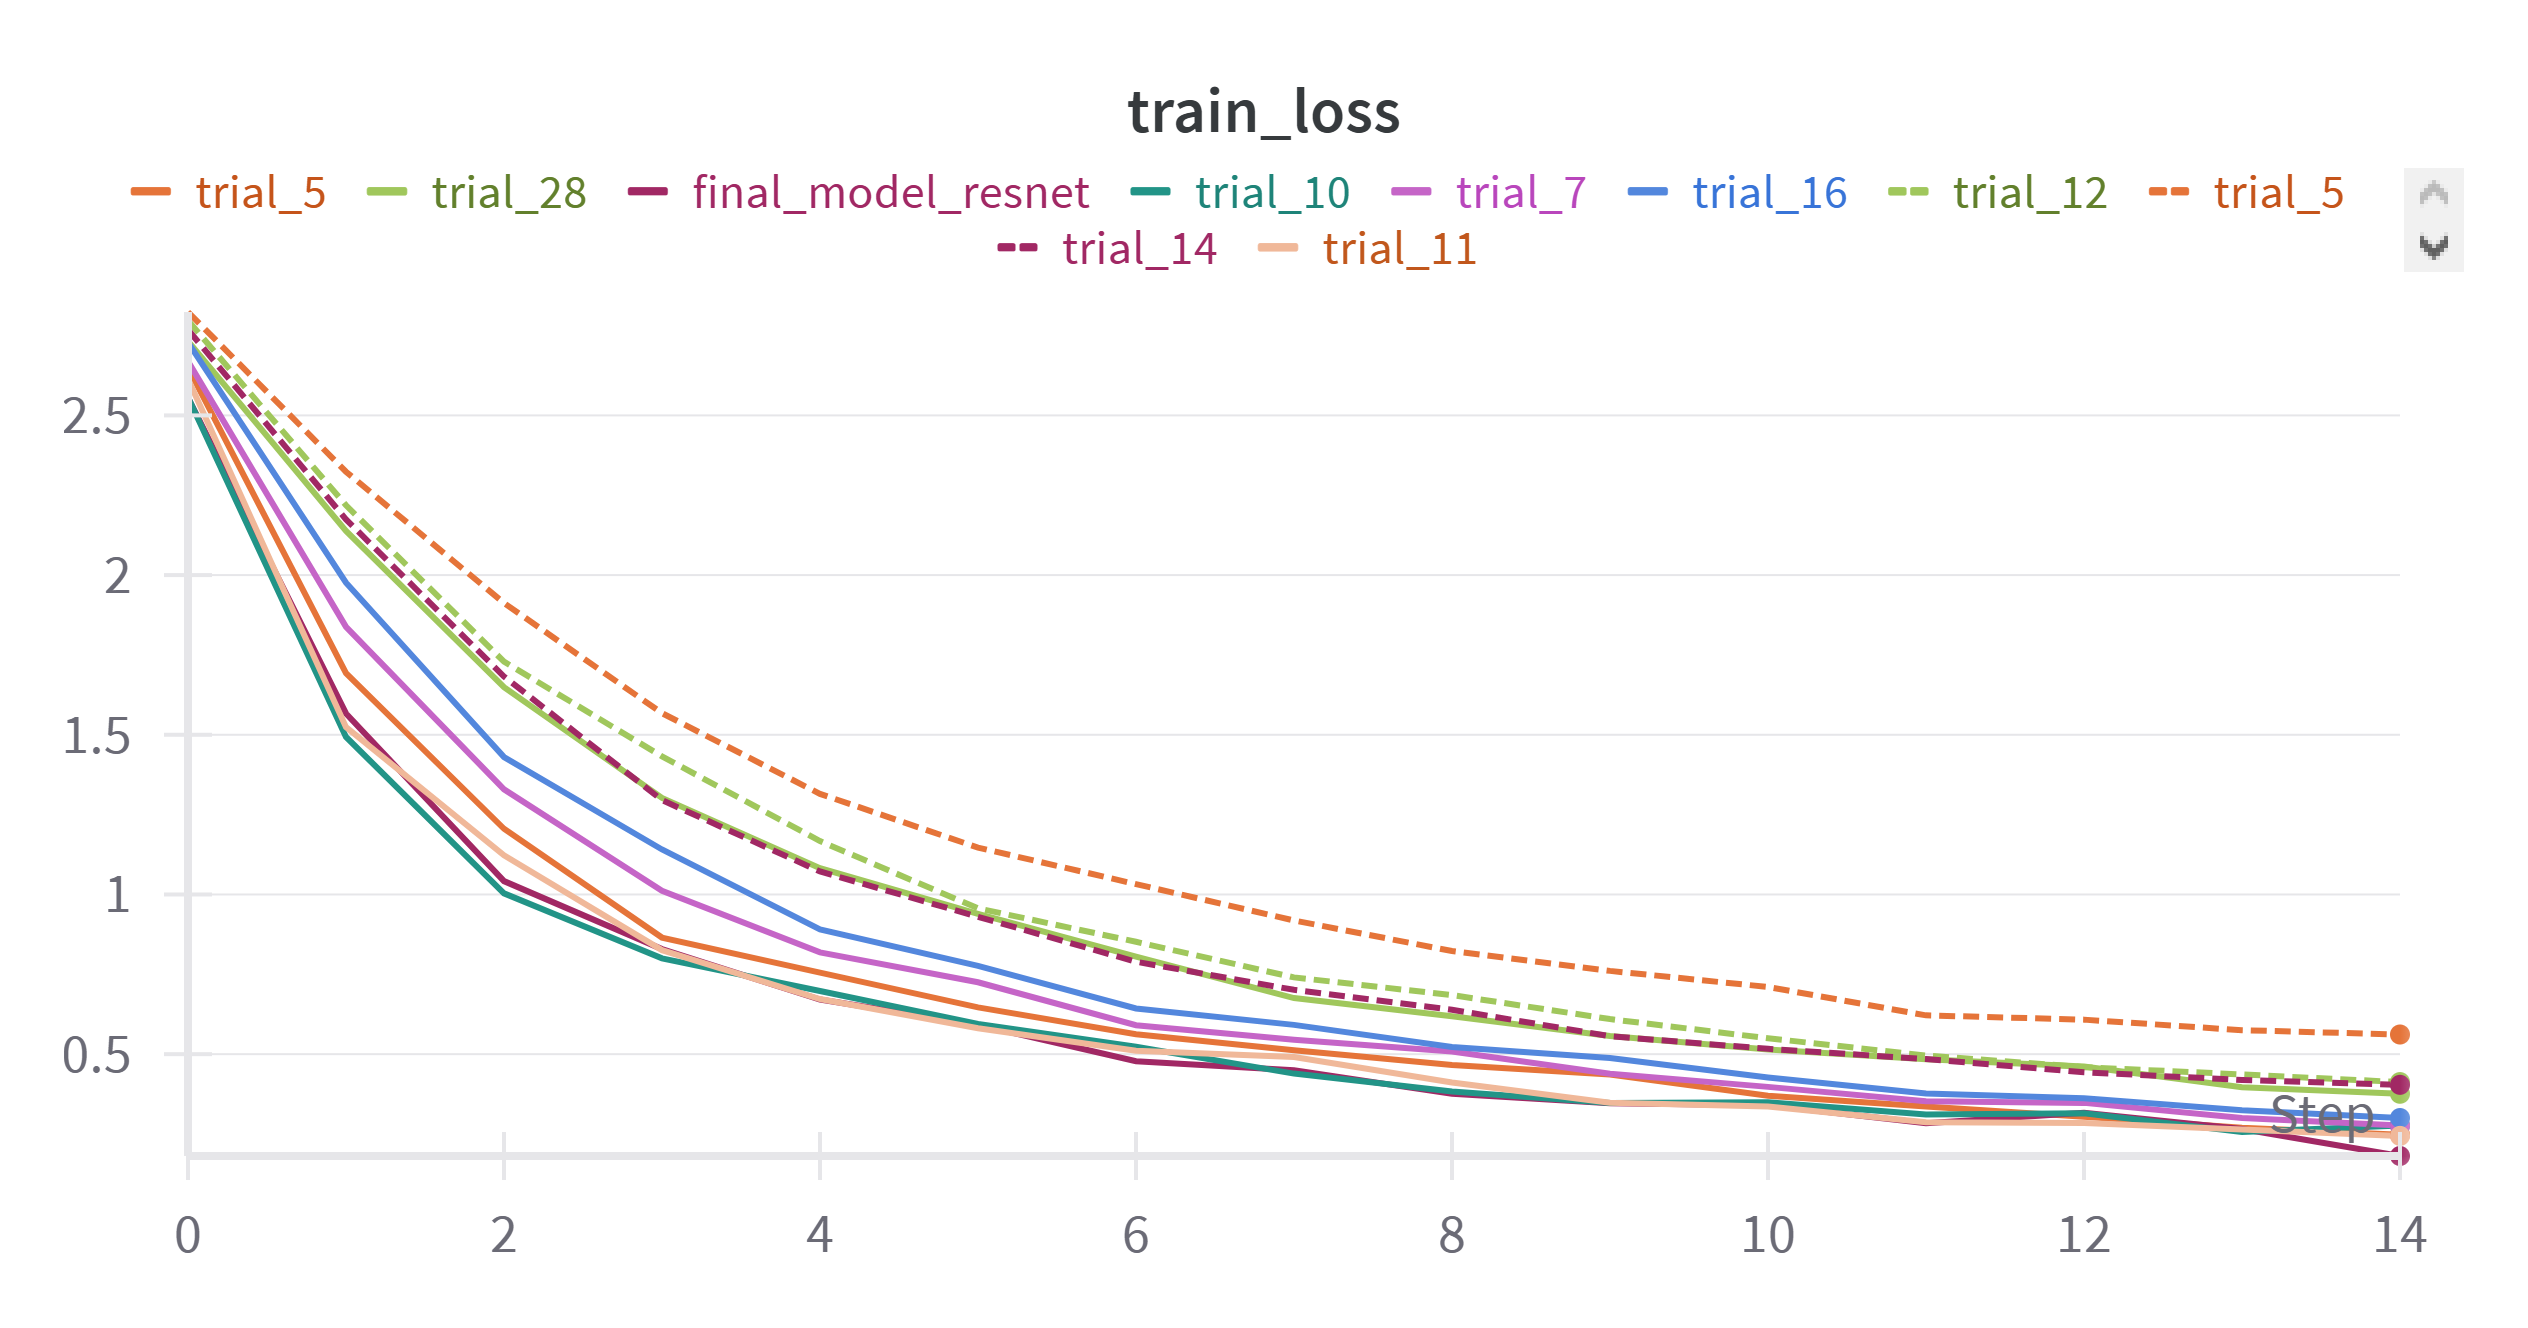 train_loss
trial_5 trial_28 final_model_resnet trial_10 trial_7 trial_16 trial_12 trial_5
trial_14 trial_11
2.5
2
1.5
1
0.5
Step
0 2 4 6 8 10 12 14